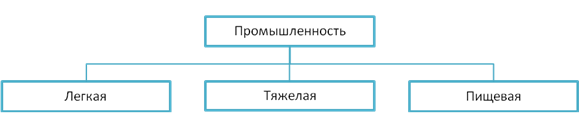 Промышленность
Легкая
Тяжелая
Пищевая